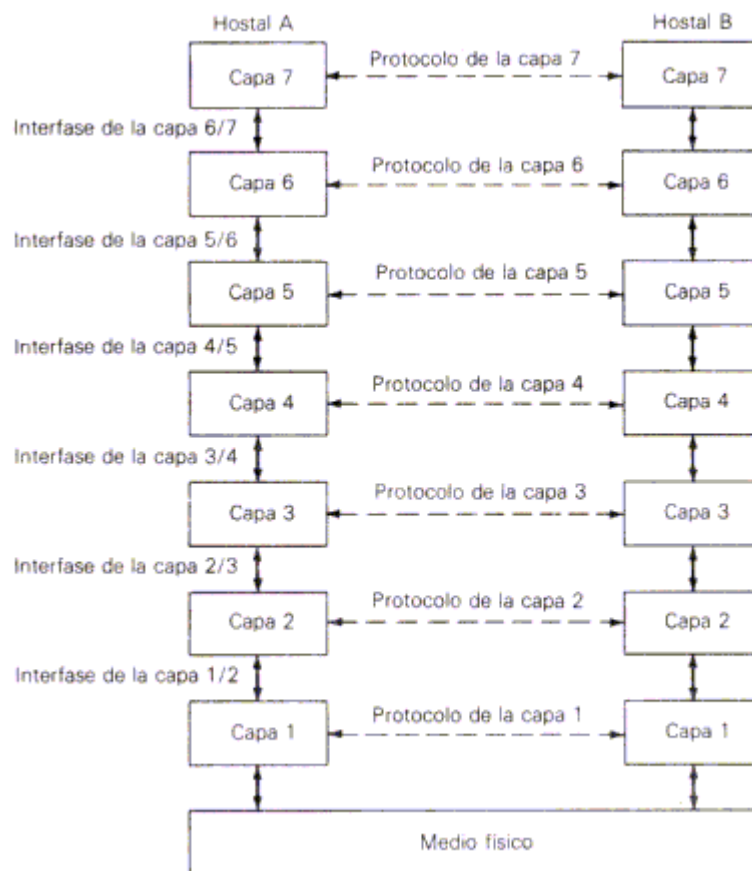 Hostal A
Hostal B
Capa 7
Protocolo de la capa 7
Capa 7
Interfase de la capa 6/7
Capa 6
Protocolo de la capa 6
Capa 6
Interfase de la capa 5/6
Capa 5
Protocolo de la capa 5
Capa 5
Interfase de la capa 4/5
Capa 4
Protocolo de la capa 4
Capa 4
Interfase de la capa 3/4
Capa 3
Protocolo de la capa 3
Capa 3
Interfase de la capa 2/3
Capa 2
Protocolo de la capa 2
Capa 2
Interfase de la capa 1/2
Capa 1
Protocolo de la capa 1
Capa 1
Medio físico